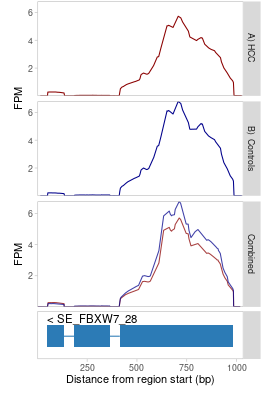 6
4
2
A) HCC
FPM
6
4
2
B) Controls
6
4
2
Combined
FPM
< SE_FBXW7_28
250 500 750 1000
Distance from region start (bp)